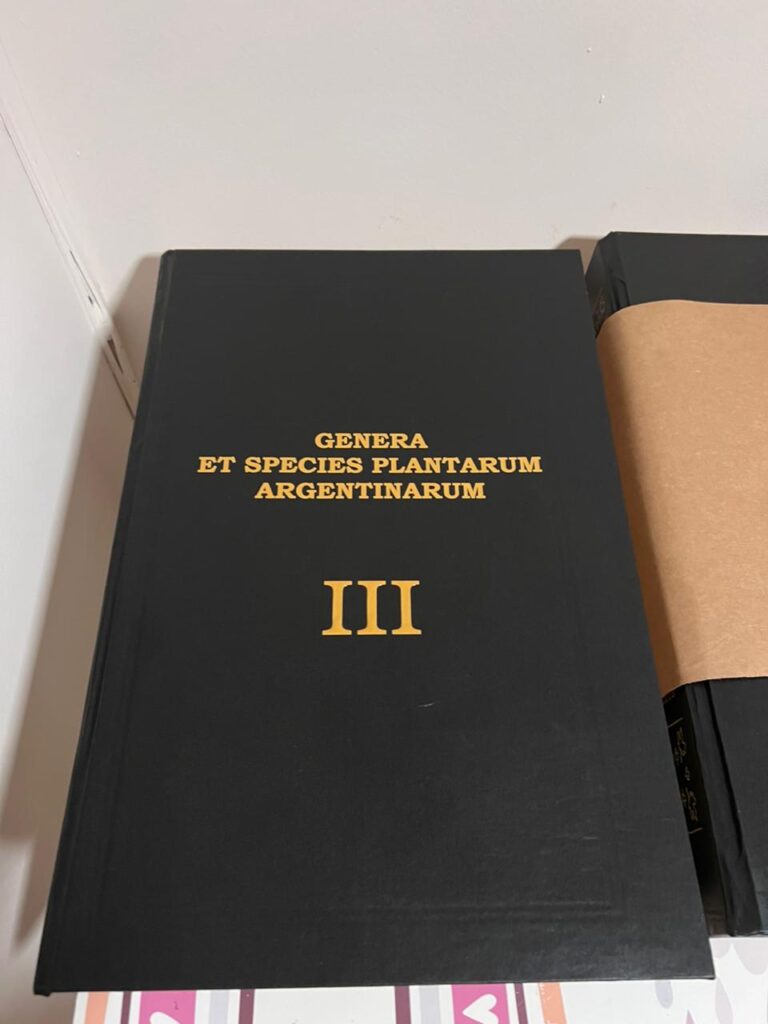 GENERA
ET SPECIES PLANTARUM
ARGENTINARUM
III